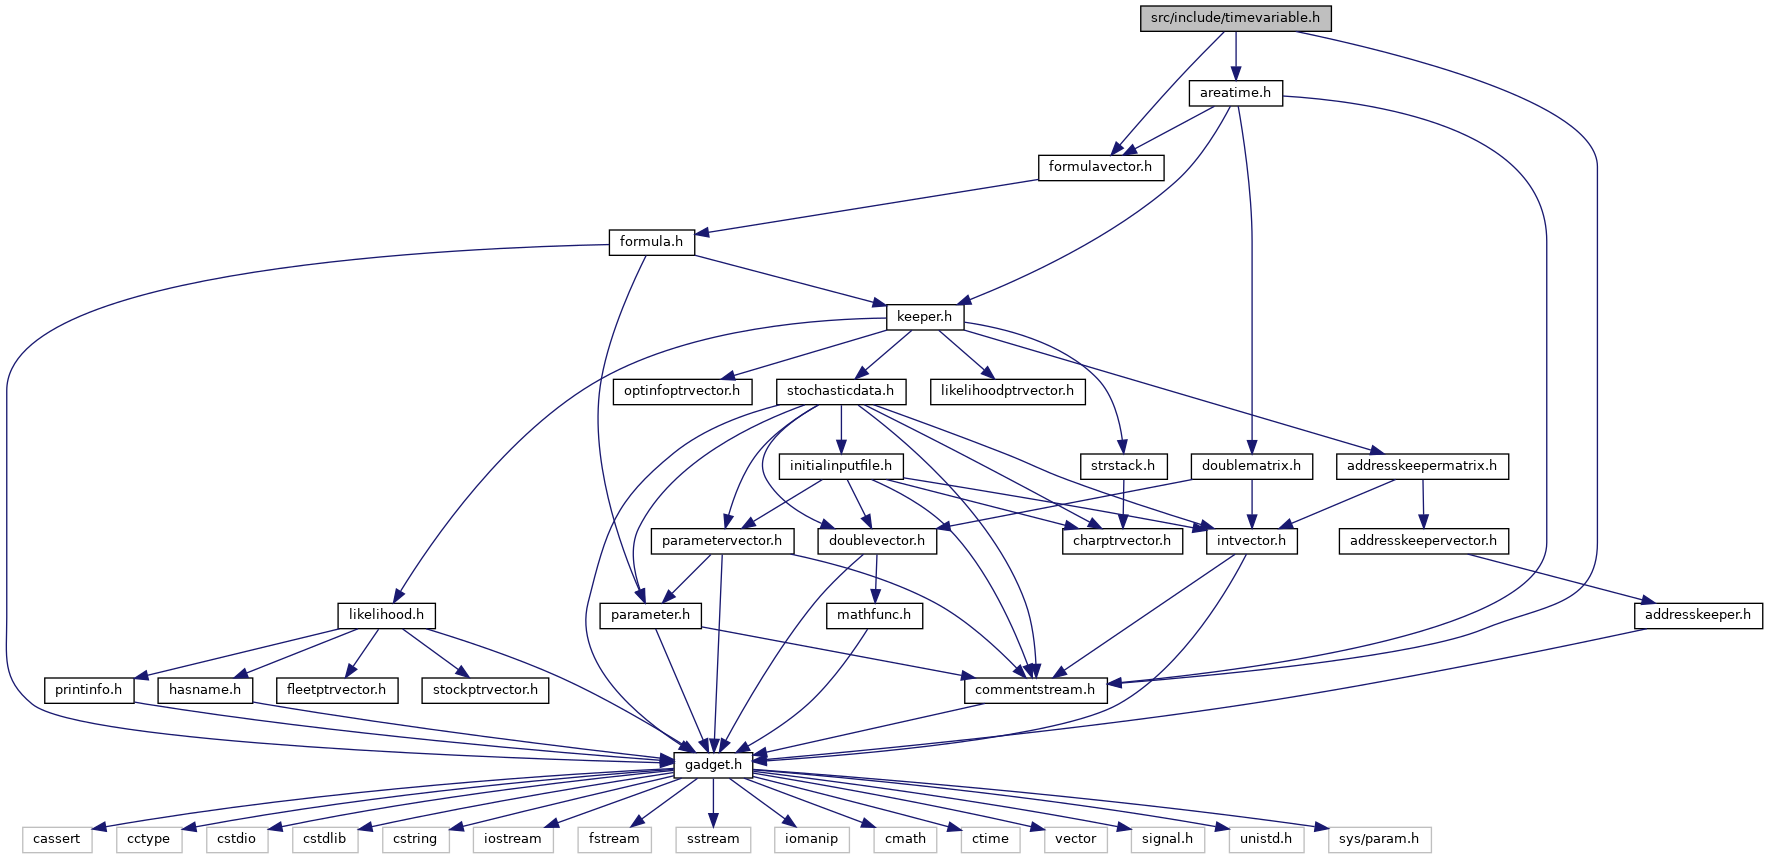 src/include/timevariable.h
areatime.h
formulavector.h
formula.h
keeper.h
optinfoptrvector.h
stochasticdata.h
likelihoodptrvector.h
initialinputfile.h
strstack.h
doublematrix.h
addresskeepermatrix.h
parametervector.h
doublevector.h
charptrvector.h
intvector.h
addresskeepervector.h
likelihood.h
parameter.h
mathfunc.h
addresskeeper.h
printinfo.h
hasname.h
fleetptrvector.h
stockptrvector.h
commentstream.h
gadget.h
cassert
cctype
cstdio
cstdlib
cstring
iostream
fstream
sstream
iomanip
cmath
ctime
vector
signal.h
unistd.h
sys/param.h